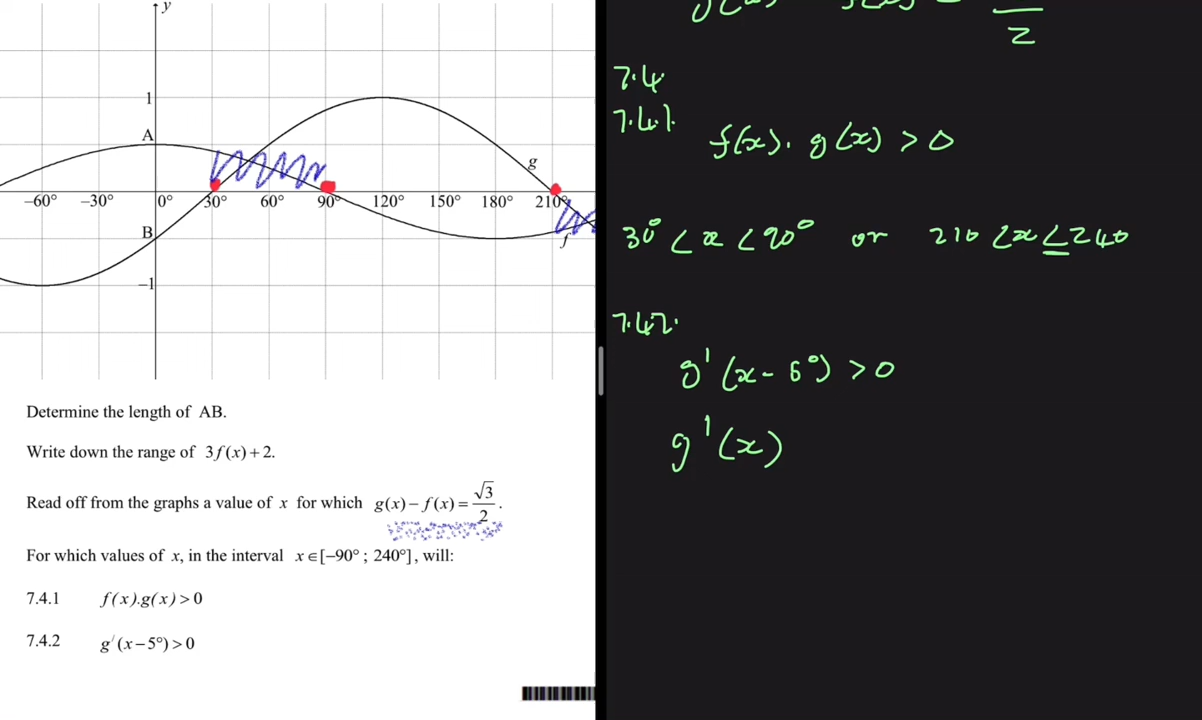 y
1
A
g
−60° −30° 0° 30° 60° 90° 120° 150° 180° 210°
B
f
−1
Determine the length of AB.
Write down the range of 3f(x)+2.
Read off from the graphs a value of x for which g(x)−f(x)=√3/2.
For which values of x, in the interval x∈[−90° ; 240°], will:
7.4.1 f(x).g(x)>0
7.4.2 g′(x−5°)>0
2
7.4.
7.4.1.
f(x). g(x) > 0
30° < x < 90° or 210 < x ≤ 240
7.4.2.
g'(x - 5°) > 0
g'(x)